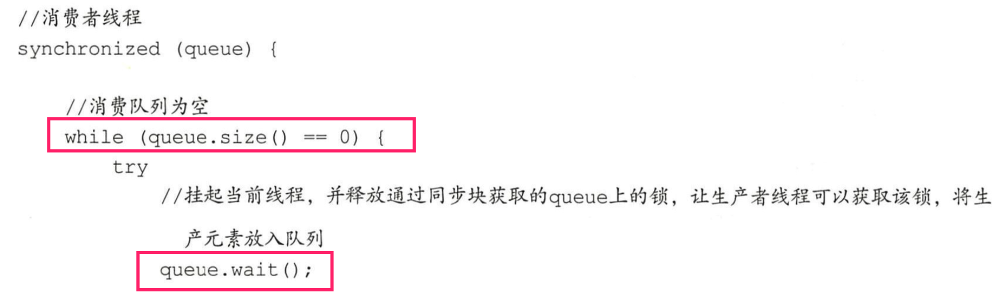 //消费者线程
synchronized (queue) {
//消费队列为空
while (queue.size() == 0) {
try
//挂起当前线程，并释放通过同步块获取的queue上的锁，让生产者线程可以获取该锁，将生
产元素放入队列
queue.wait();